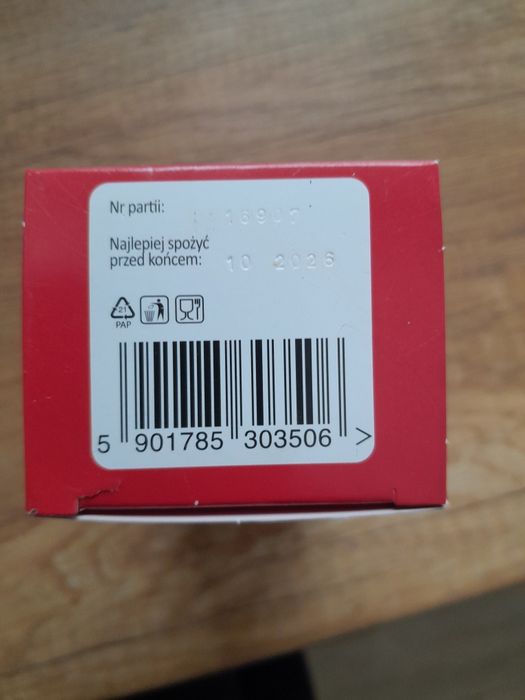 Nr partii:
Najlepiej spożyć
przed końcem: 10 2026
21
PAP
5 901785 303506 >